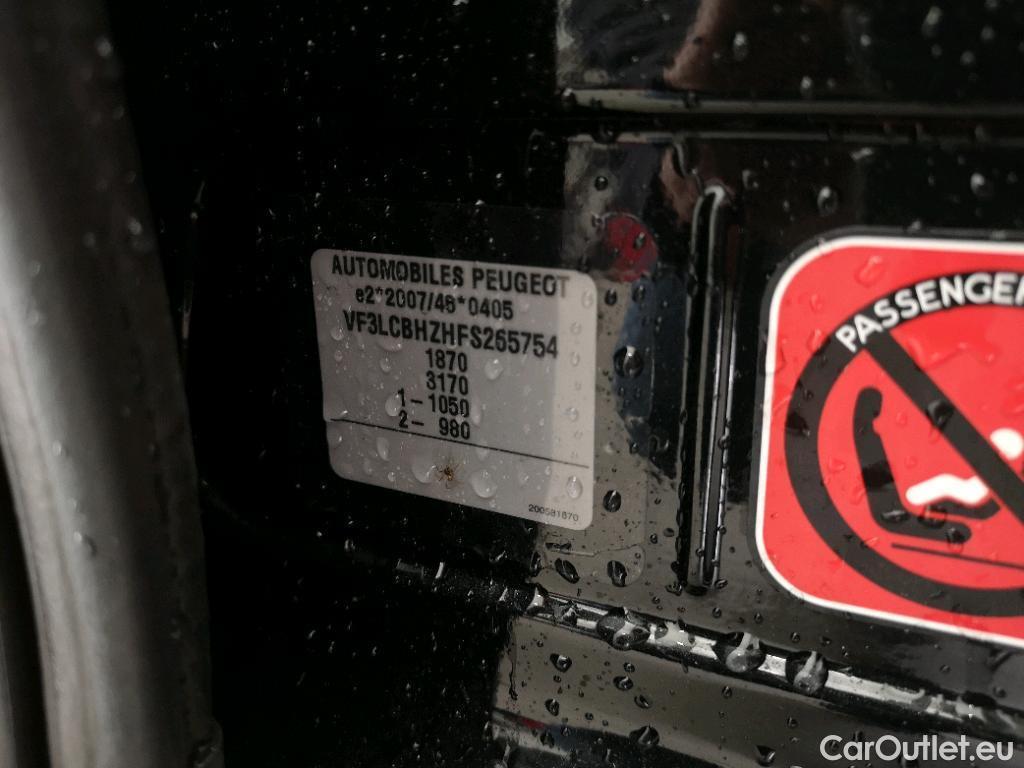 AUTOMOBILES PEUGEOT
e2*2007/46*0405
VF3LCBHZHFS265754
1870
3170
1- 1050
2- 980
200581870
PASSENGER
CarOutlet.eu